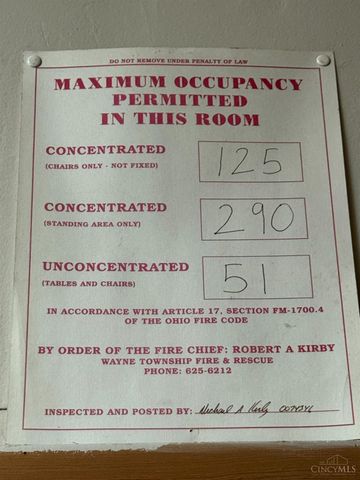 DO NOT REMOVE UNDER PENALTY OF LAW
MAXIMUM OCCUPANCY
PERMITTED
IN THIS ROOM
CONCENTRATED
(CHAIRS ONLY - NOT FIXED)
125
CONCENTRATED
(STANDING AREA ONLY)
290
UNCONCENTRATED
(TABLES AND CHAIRS)
51
IN ACCORDANCE WITH ARTICLE 17, SECTION FM-1700.4
OF THE OHIO FIRE CODE
BY ORDER OF THE FIRE CHIEF: ROBERT A KIRBY
WAYNE TOWNSHIP FIRE & RESCUE
PHONE: 625-6212
INSPECTED AND POSTED BY: Michael A Kirby
CINCYMLS